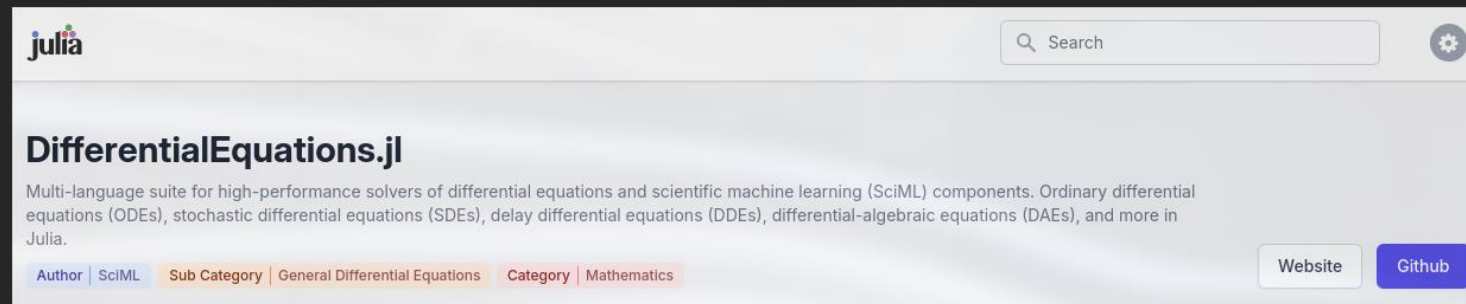 julia
Search
DifferentialEquations.jl
Multi-language suite for high-performance solvers of differential equations and scientific machine learning (SciML) components. Ordinary differential
equations (ODEs), stochastic differential equations (SDEs), delay differential equations (DDEs), differential-algebraic equations (DAEs), and more in
Julia.
Author | SciML Sub Category | General Differential Equations Category | Mathematics
Website Github